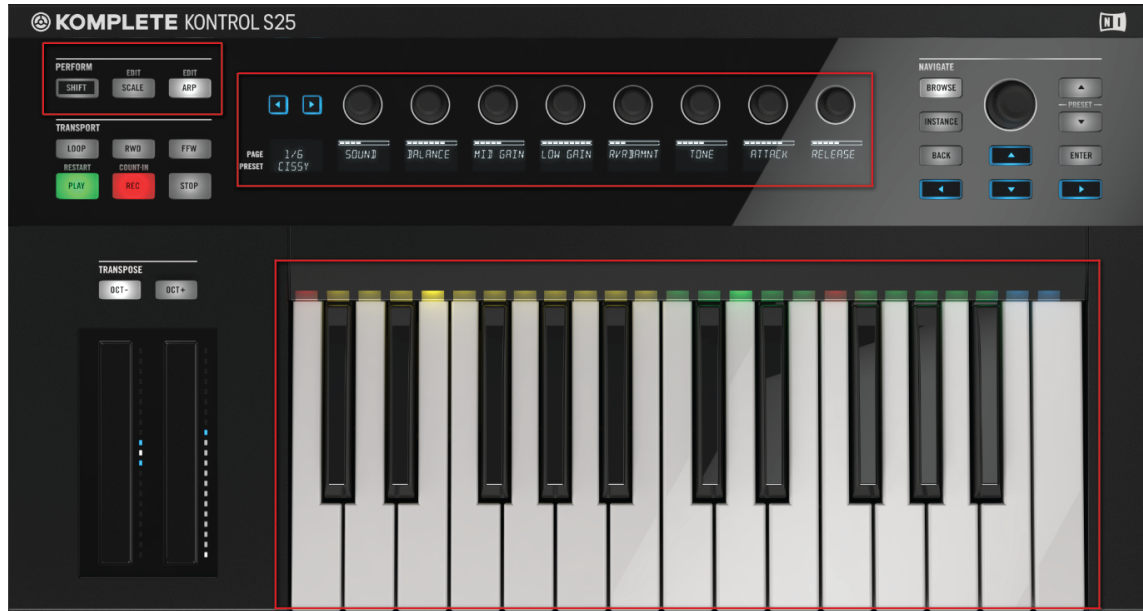 KOMPLETE KONTROL S25
NI
PERFORM
EDIT EDIT
SHIFT SCALE ARP
TRANSPORT
LOOP RWD FFW
RESTART COUNT-IN
PLAY REC STOP
PAGE 1/6
PRESET CISSY
SOUND BALANCE MID GAIN LOW GAIN RVRBAMNT TONE ATTACK RELEASE
NAVIGATE
BROWSE
PRESET
INSTANCE
BACK ENTER
TRANSPOSE
OCT- OCT+